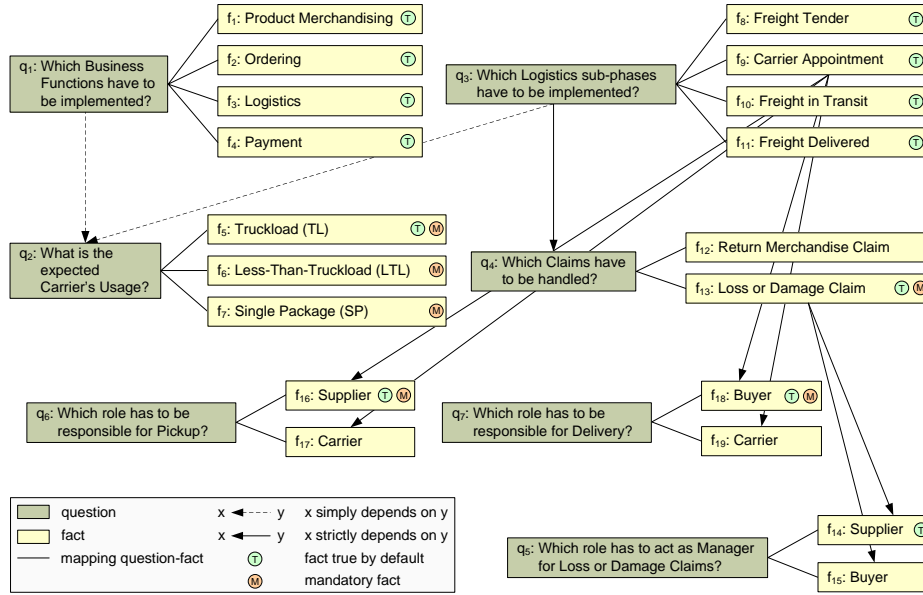 f1: Product Merchandising T
f2: Ordering T
f3: Logistics T
f4: Payment T
q1: Which Business
Functions have to
be implemented?
f8: Freight Tender T
f9: Carrier Appointment T
f10: Freight in Transit T
f11: Freight Delivered T
q3: Which Logistics sub-phases
have to be implemented?
q2: What is the
expected
Carrier's Usage?
f5: Truckload (TL) T M
f6: Less-Than-Truckload (LTL) M
f7: Single Package (SP) M
q4: Which Claims have
to be handled?
f12: Return Merchandise Claim
f13: Loss or Damage Claim T M
q6: Which role has to be
responsible for Pickup?
f16: Supplier T M
f17: Carrier
q7: Which role has to be
responsible for Delivery?
f18: Buyer T M
f19: Carrier
q5: Which role has to act as Manager
for Loss or Damage Claims?
f14: Supplier T
f15: Buyer
question
fact
mapping question-fact
x y x simply depends on y
x y x strictly depends on y
T fact true by default
M mandatory fact